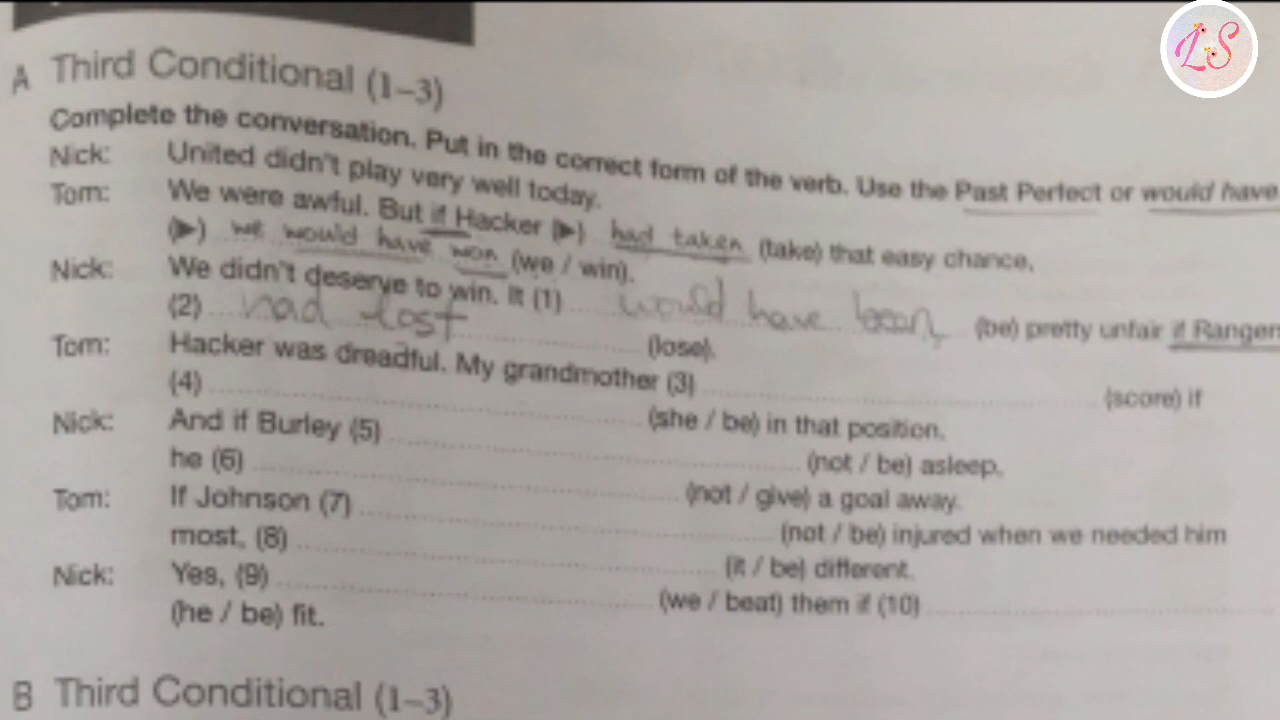 LS
A Third Conditional (1–3)
Complete the conversation. Put in the correct form of the verb. Use the Past Perfect or would have
Nick: United didn't play very well today.
Tom: We were awful. But if Hacker (►) had taken (take) that easy chance,
(►) we would have won (we / win).
Nick: We didn't deserve to win. It (1) would have been (be) pretty unfair if Ranger
(2) had lost (lose).
Tom: Hacker was dreadful. My grandmother (3) (score) if
(4) (she / be) in that position.
Nick: And if Burley (5) (not / be) asleep,
he (6) (not / give) a goal away.
Tom: If Johnson (7) (not / be) injured when we needed him
most, (8) (it / be) different.
Nick: Yes, (9) (we / beat) them if (10)
(he / be) fit.
B Third Conditional (1–3)